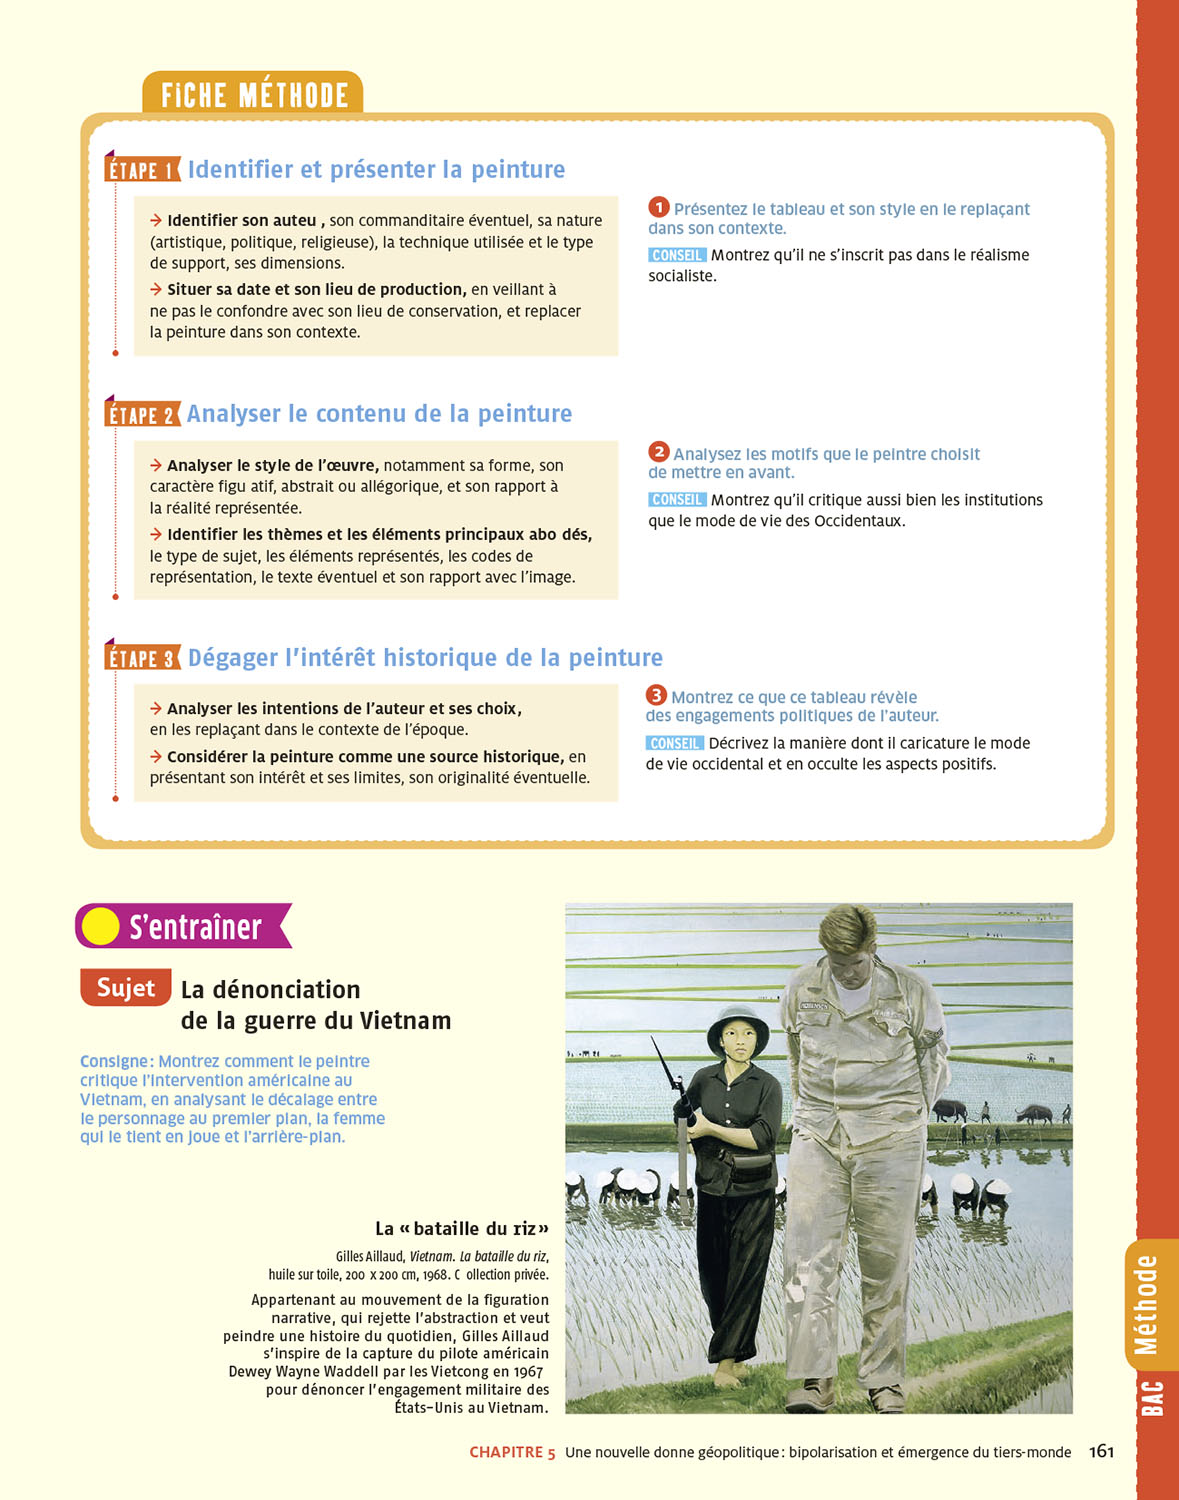 FiCHE MÉTHODE
ÉTAPE 1 Identifier et présenter la peinture
→ Identifier son auteu , son commanditaire éventuel, sa nature
(artistique, politique, religieuse), la technique utilisée et le type
de support, ses dimensions.
→ Situer sa date et son lieu de production, en veillant à
ne pas le confondre avec son lieu de conservation, et replacer
la peinture dans son contexte.
1 Présentez le tableau et son style en le replaçant
dans son contexte.
CONSEIL Montrez qu'il ne s'inscrit pas dans le réalisme
socialiste.
ÉTAPE 2 Analyser le contenu de la peinture
→ Analyser le style de l'œuvre, notamment sa forme, son
caractère figu atif, abstrait ou allégorique, et son rapport à
la réalité représentée.
→ Identifier les thèmes et les éléments principaux abo dés,
le type de sujet, les éléments représentés, les codes de
représentation, le texte éventuel et son rapport avec l'image.
2 Analysez les motifs que le peintre choisit
de mettre en avant.
CONSEIL Montrez qu'il critique aussi bien les institutions
que le mode de vie des Occidentaux.
ÉTAPE 3 Dégager l'intérêt historique de la peinture
→ Analyser les intentions de l'auteur et ses choix,
en les replaçant dans le contexte de l'époque.
→ Considérer la peinture comme une source historique, en
présentant son intérêt et ses limites, son originalité éventuelle.
3 Montrez ce que ce tableau révèle
des engagements politiques de l'auteur.
CONSEIL Décrivez la manière dont il caricature le mode
de vie occidental et en occulte les aspects positifs.
S'entraîner
Sujet La dénonciation
de la guerre du Vietnam
Consigne : Montrez comment le peintre
critique l'intervention américaine au
Vietnam, en analysant le décalage entre
le personnage au premier plan, la femme
qui le tient en joue et l'arrière-plan.
La « bataille du riz »
Gilles Aillaud, Vietnam. La bataille du riz,
huile sur toile, 200 x 200 cm, 1968. C ollection privée.
Appartenant au mouvement de la figuration
narrative, qui rejette l'abstraction et veut
peindre une histoire du quotidien, Gilles Aillaud
s'inspire de la capture du pilote américain
Dewey Wayne Waddell par les Vietcong en 1967
pour dénoncer l'engagement militaire des
États-Unis au Vietnam.
Méthode
BAC
CHAPITRE 5 Une nouvelle donne géopolitique : bipolarisation et émergence du tiers-monde 161